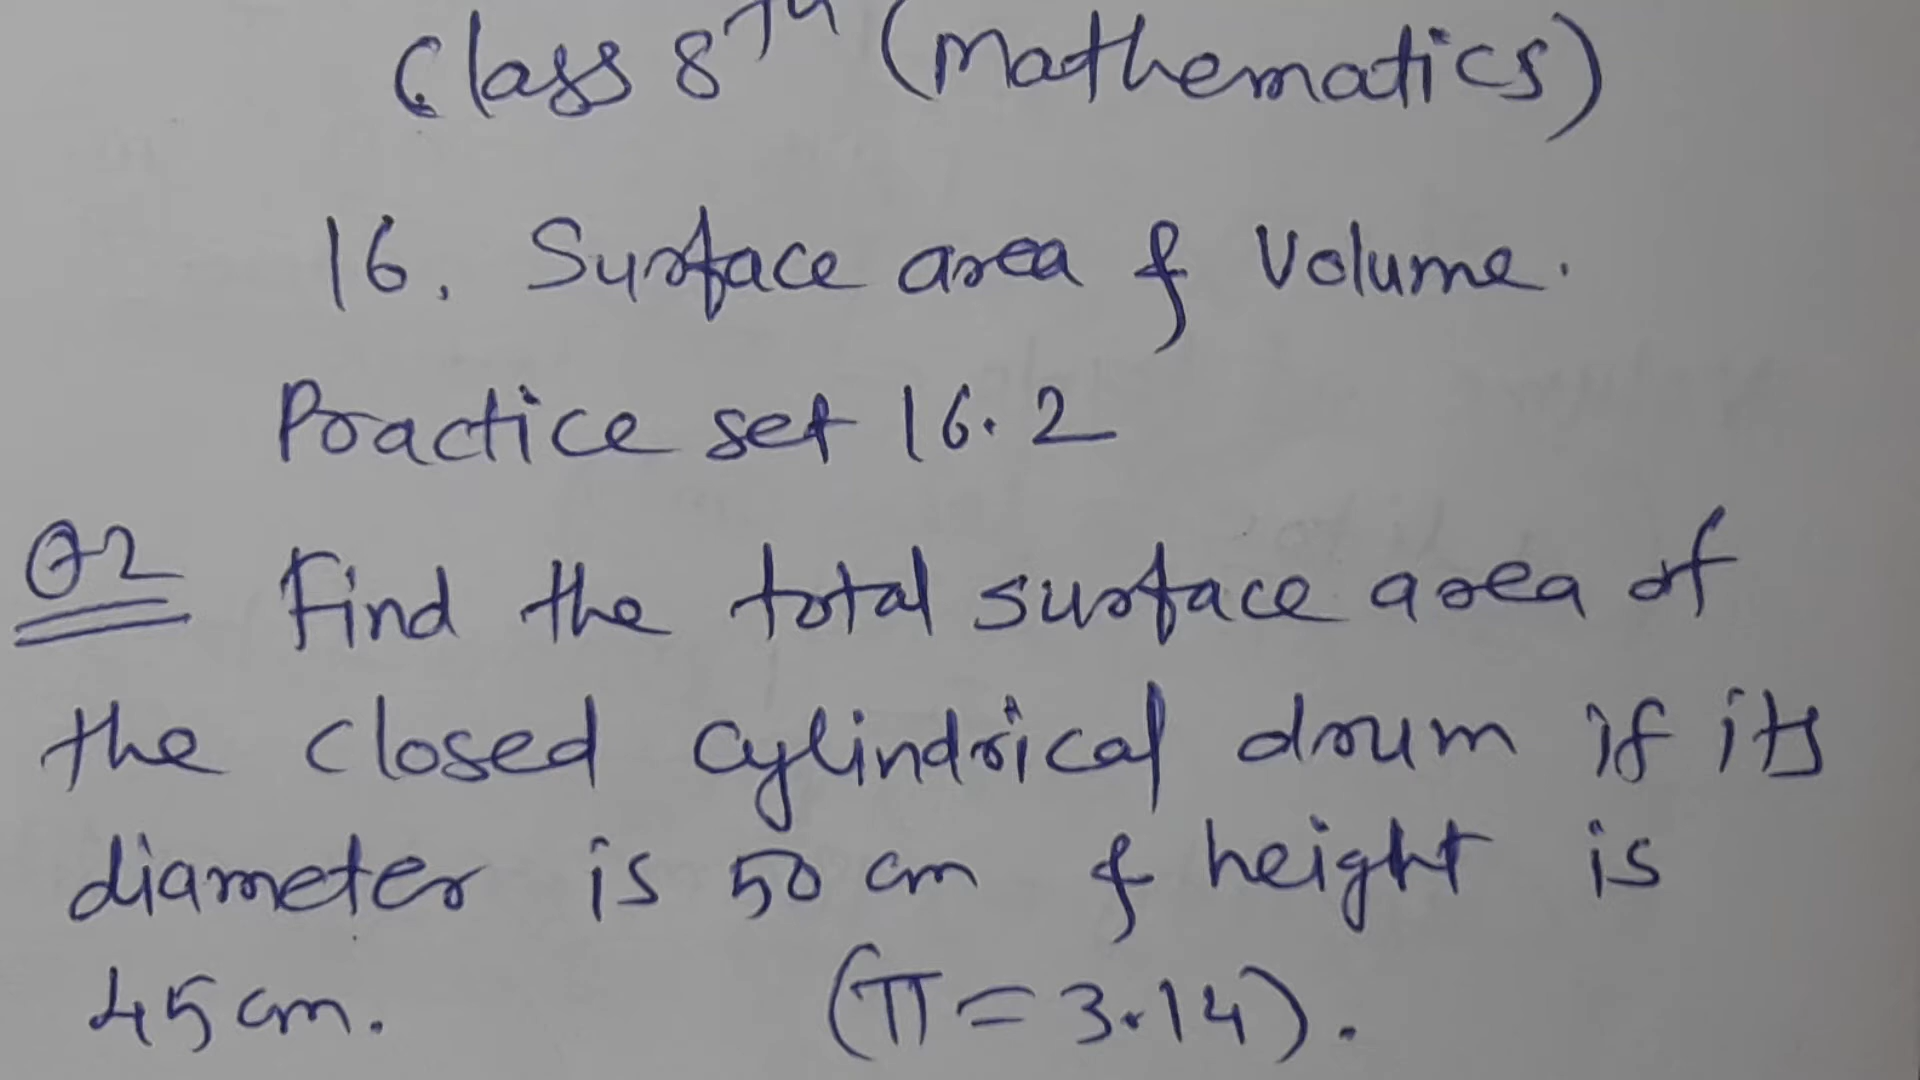 Class 8Th (Mathematics)
16. Surface area & Volume.
Practice set 16.2
Q2 Find the total surface area of
the closed cylindrical drum if its
diameter is 50 cm & height is
45 cm. (π = 3.14).